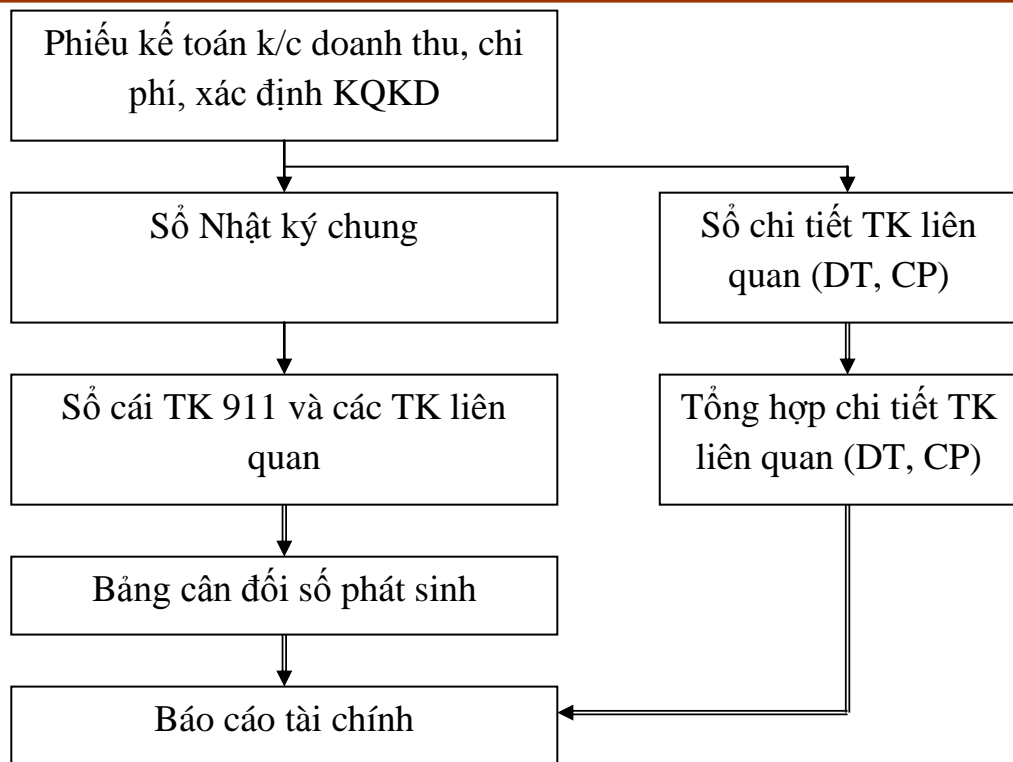 Phiếu kế toán k/c doanh thu, chi
phí, xác định KQKD
Sổ Nhật ký chung
Sổ chi tiết TK liên
quan (DT, CP)
Sổ cái TK 911 và các TK liên
quan
Tổng hợp chi tiết TK
liên quan (DT, CP)
Bảng cân đối số phát sinh
Báo cáo tài chính